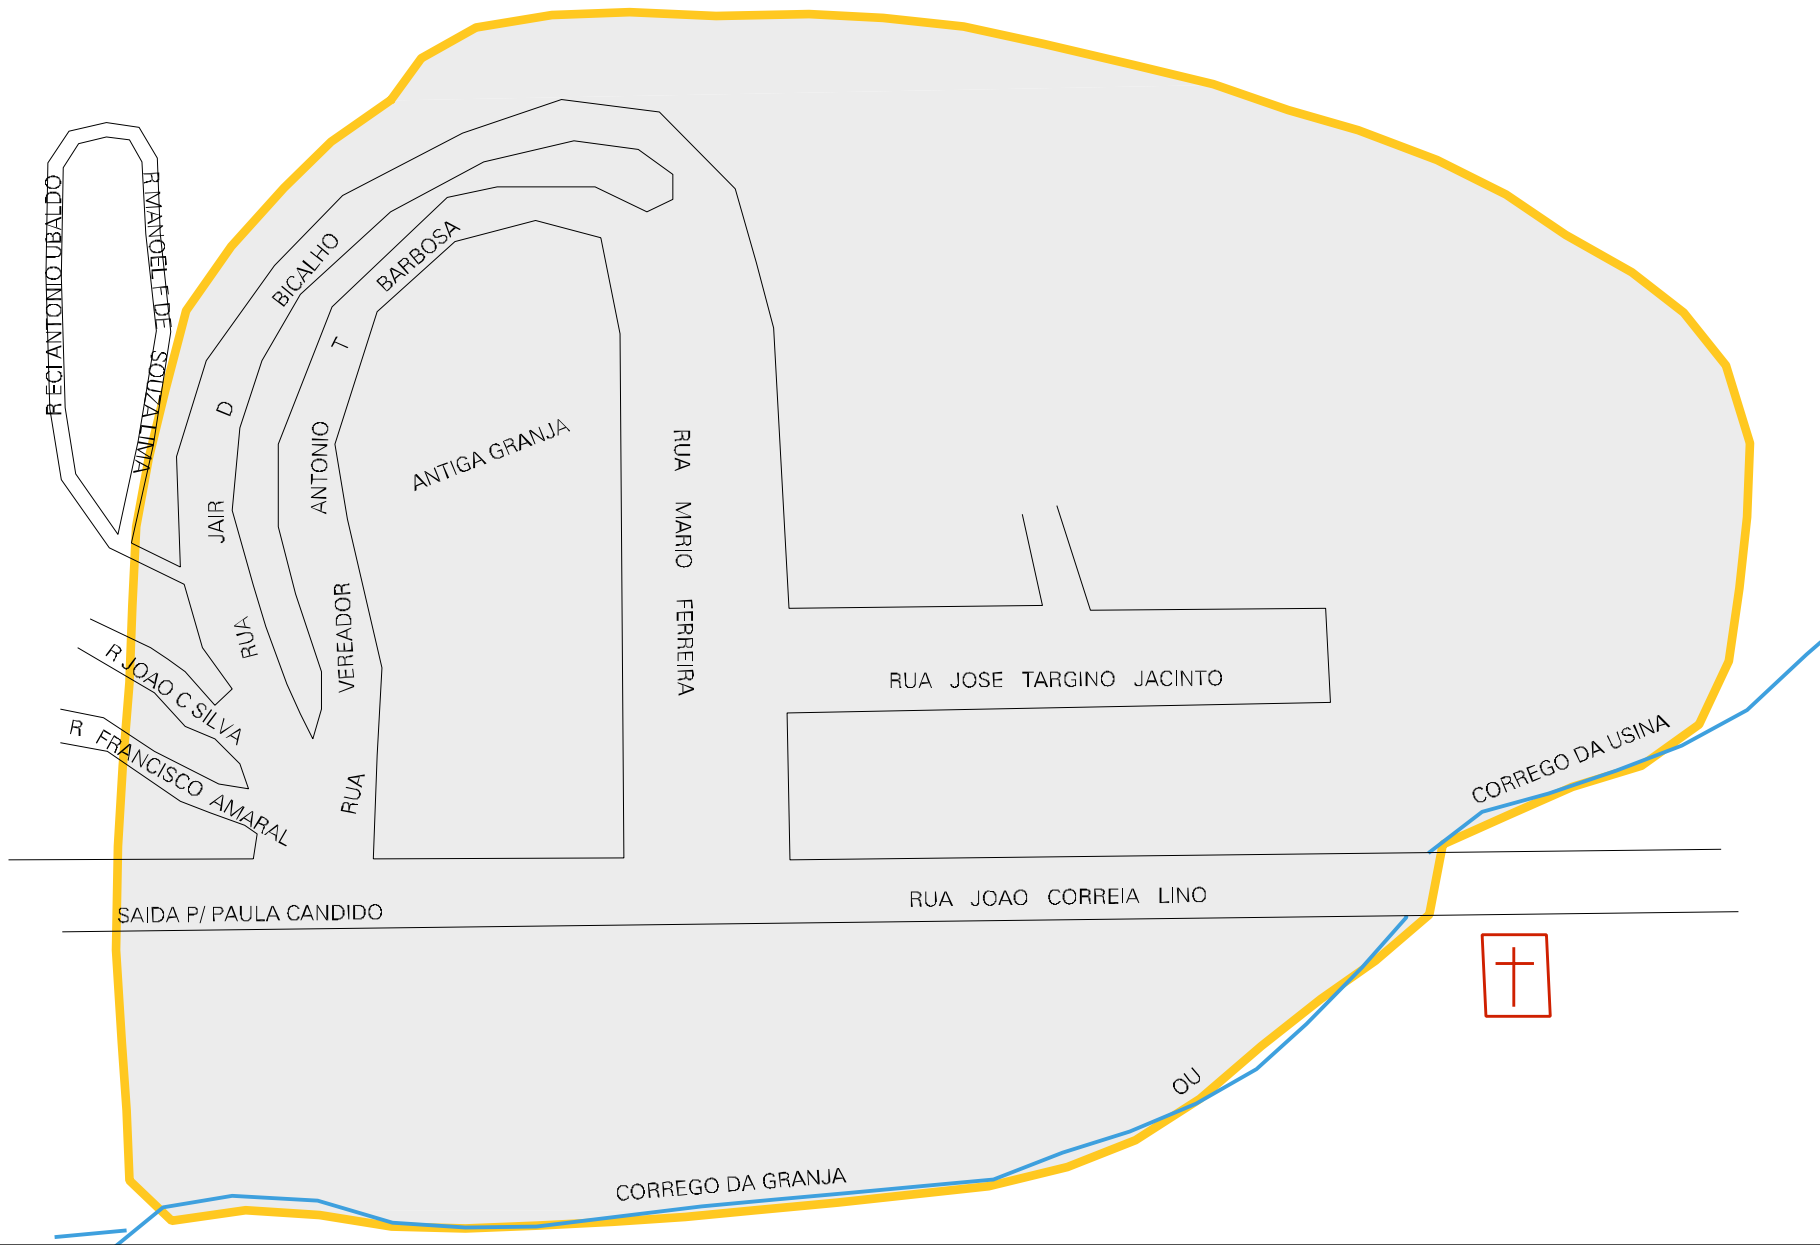 R ECI ANTONIO UBALDO
R MANOEL F DE SOUZA LIMA
RUA JAIR D BICALHO
RUA VEREADOR ANTONIO T BARBOSA
ANTIGA GRANJA
RUA MARIO FERREIRA
R JOAO C SILVA
R FRANCISCO AMARAL
RUA JOSE TARGINO JACINTO
CORREGO DA USINA
SAIDA P/ PAULA CANDIDO
RUA JOAO CORREIA LINO
OU
CORREGO DA GRANJA